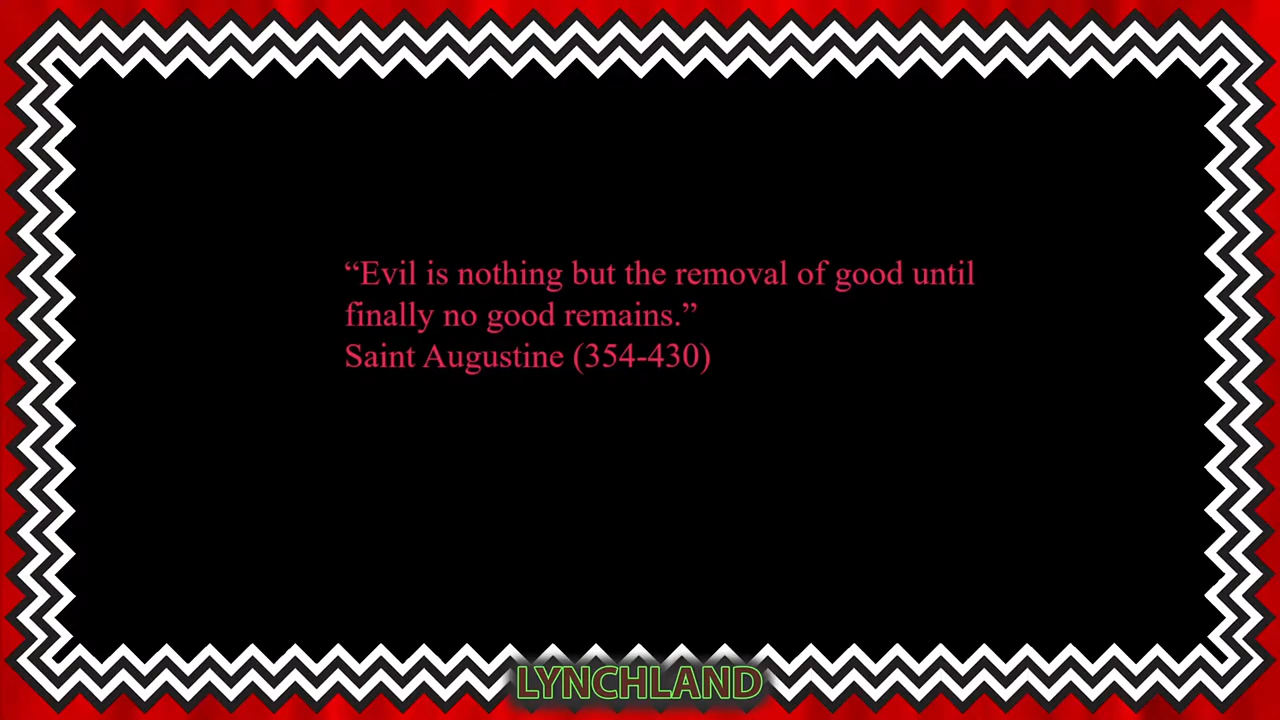 “Evil is nothing but the removal of good until
finally no good remains.”
Saint Augustine (354-430)
LYNCHLAND